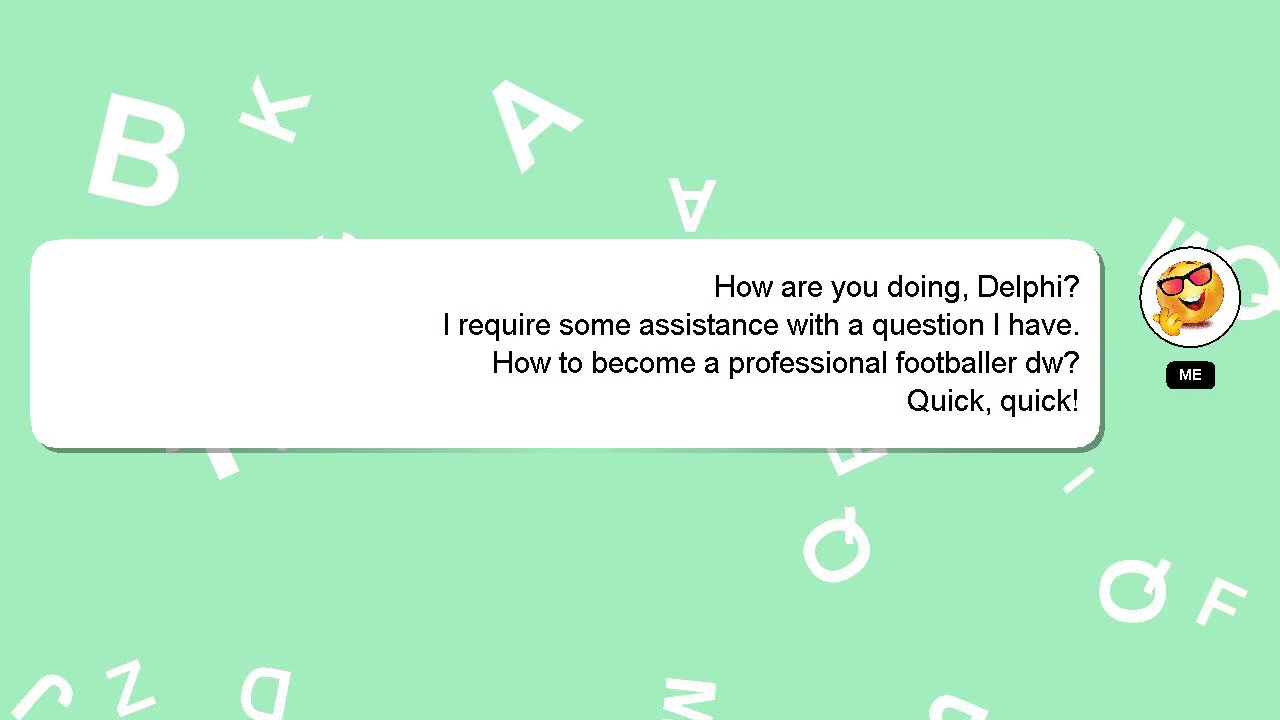 B
K
A
A
M
Q
How are you doing, Delphi?
I require some assistance with a question I have.
How to become a professional footballer dw?
Quick, quick!
ME
E
I
Q
Q
F
J
Z
D
M